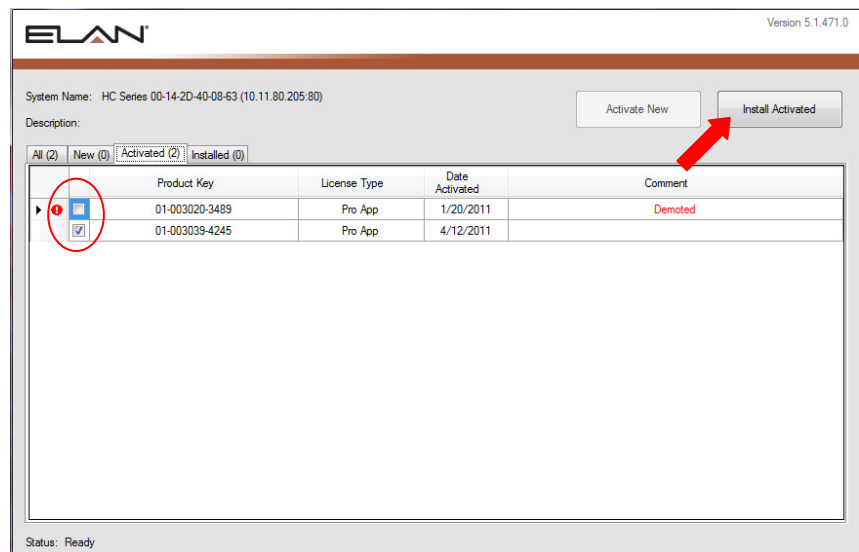 Version 5.1.471.0
ELAN
System Name: HC Series 00-14-2D-40-08-63 (10.11.80.205:80)
Description:
Activate New
Install Activated
All (2) New (0) Activated (2) Installed (0)
Product Key License Type Date Activated Comment
01-003020-3489 Pro App 1/20/2011 Demoted
01-003039-4245 Pro App 4/12/2011
Status: Ready